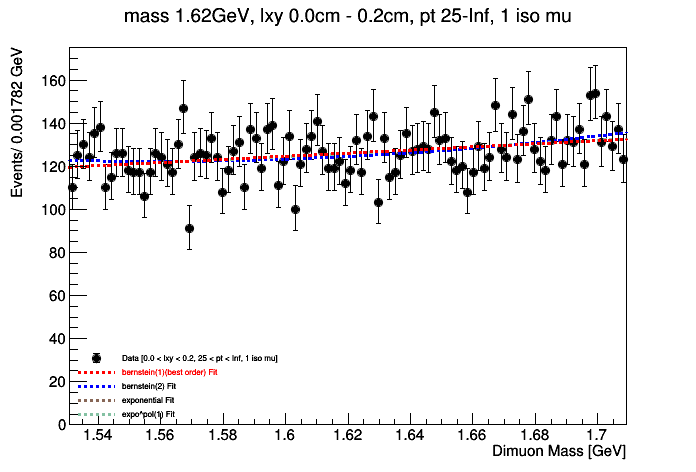 mass 1.62GeV, lxy 0.0cm - 0.2cm, pt 25-Inf, 1 iso mu
Events/ 0.001782 GeV
160
140
120
100
80
60
40
20
0
Data [0.0 < lxy < 0.2, 25 < pt < Inf, 1 iso mu]
bernstein(1)(best order) Fit
bernstein(2) Fit
exponential Fit
expo*pol(1) Fit
1.54 1.56 1.58 1.6 1.62 1.64 1.66 1.68 1.7
Dimuon Mass [GeV]